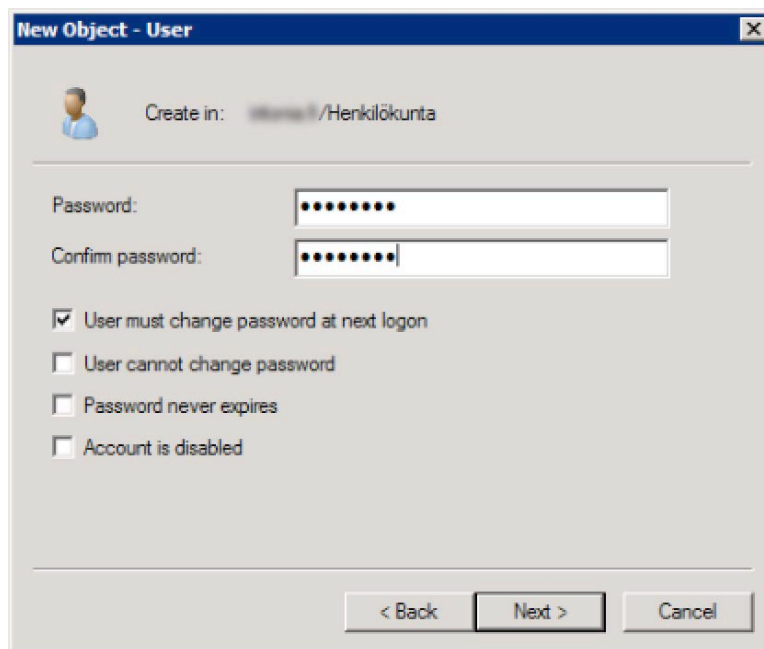 New Object - User
Create in: /Henkilökunta
Password: ••••••••
Confirm password: ••••••••
User must change password at next logon
User cannot change password
Password never expires
Account is disabled
< Back Next > Cancel